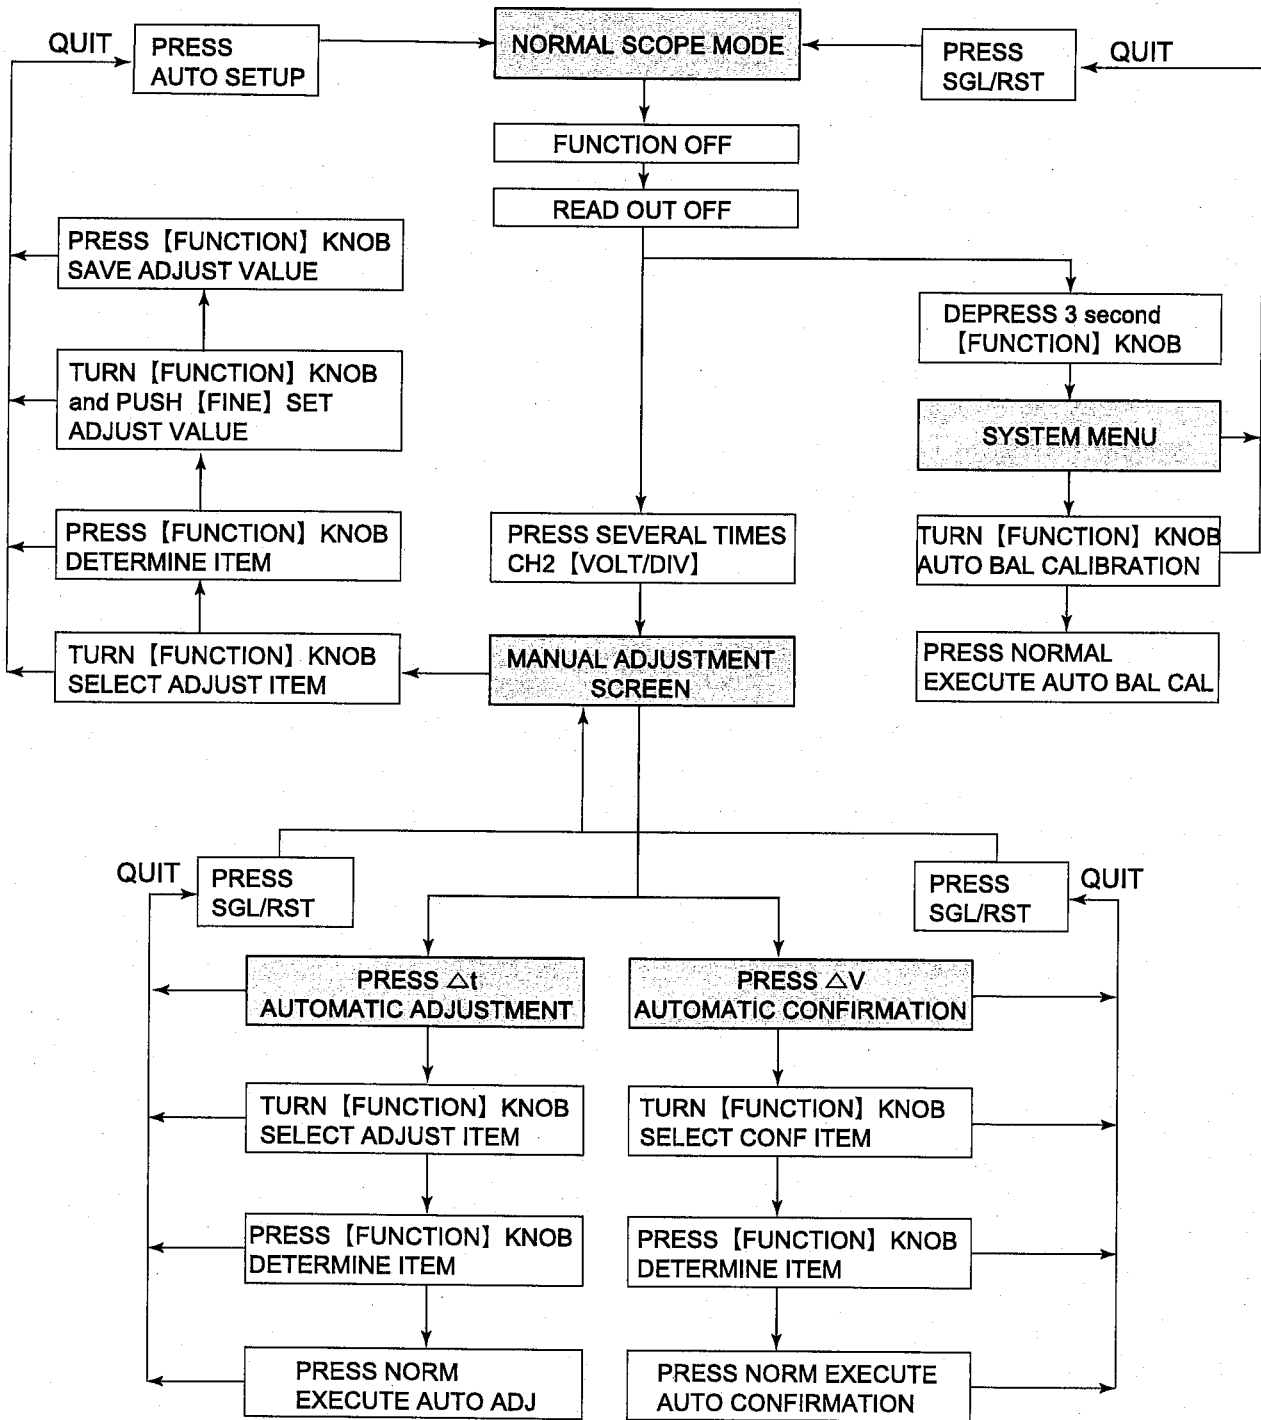 QUIT
PRESS
AUTO SETUP
NORMAL SCOPE MODE
PRESS
SGL/RST
QUIT
FUNCTION OFF
READ OUT OFF
PRESS【FUNCTION】KNOB
SAVE ADJUST VALUE
TURN【FUNCTION】KNOB
and PUSH【FINE】SET
ADJUST VALUE
PRESS【FUNCTION】KNOB
DETERMINE ITEM
TURN【FUNCTION】KNOB
SELECT ADJUST ITEM
DEPRESS 3 second
【FUNCTION】KNOB
SYSTEM MENU
TURN【FUNCTION】KNOB
AUTO BAL CALIBRATION
PRESS NORMAL
EXECUTE AUTO BAL CAL
PRESS SEVERAL TIMES
CH2【VOLT/DIV】
MANUAL ADJUSTMENT
SCREEN
QUIT
PRESS
SGL/RST
PRESS
SGL/RST
QUIT
PRESS △t
AUTOMATIC ADJUSTMENT
TURN【FUNCTION】KNOB
SELECT ADJUST ITEM
PRESS【FUNCTION】KNOB
DETERMINE ITEM
PRESS NORM
EXECUTE AUTO ADJ
PRESS △V
AUTOMATIC CONFIRMATION
TURN【FUNCTION】KNOB
SELECT CONF ITEM
PRESS【FUNCTION】KNOB
DETERMINE ITEM
PRESS NORM EXECUTE
AUTO CONFIRMATION